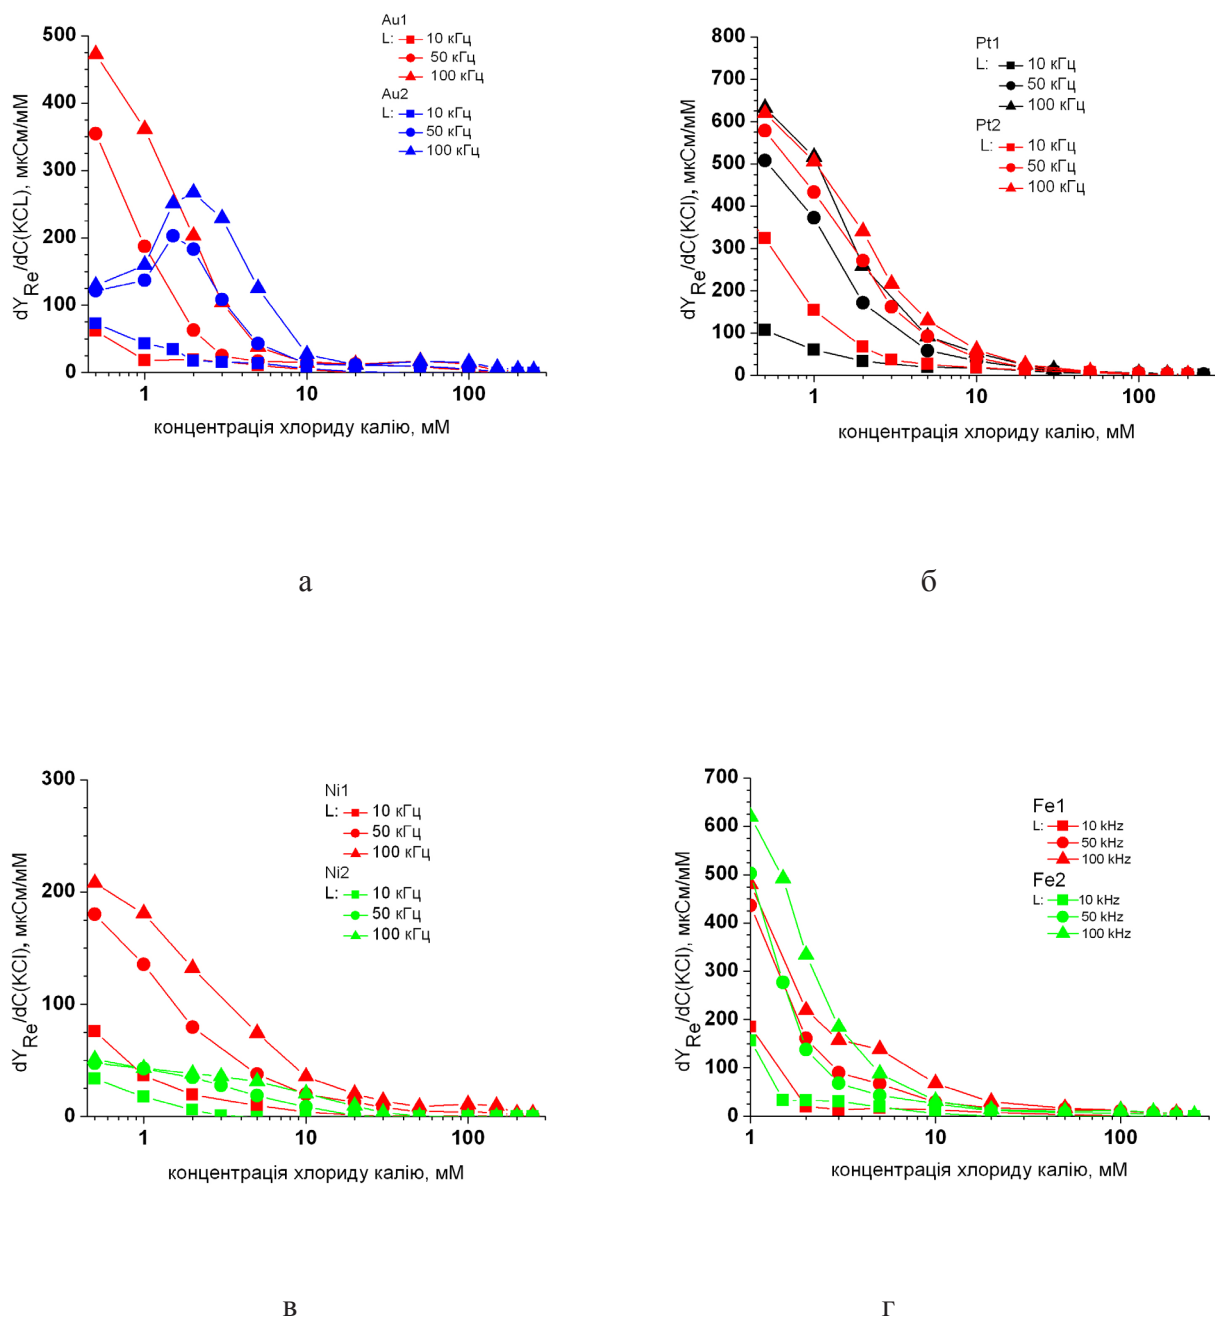 500
400
300
200
100
0
1
10
100
dY_Re/dC(KCL), мкСм/мМ
концентрація хлориду калію, мМ
Au1
L: 10 кГц
50 кГц
100 кГц
Au2
L: 10 кГц
50 кГц
100 кГц
а
800
700
600
500
400
300
200
100
0
1
10
100
dY_Re/dC(KCl), мкСм/мМ
концентрація хлориду калію, мМ
Pt1
L: 10 кГц
50 кГц
100 кГц
Pt2
L: 10 кГц
50 кГц
100 кГц
б
300
200
100
0
1
10
100
dY_Re/dC(KCl), мкСм/мМ
концентрація хлориду калію, мМ
Ni1
L: 10 кГц
50 кГц
100 кГц
Ni2
L: 10 кГц
50 кГц
100 кГц
в
700
600
500
400
300
200
100
0
1
10
100
dY_Re/dC(KCl), мкСм/мМ
концентрація хлориду калію, мМ
Fe1
L: 10 kHz
50 kHz
100 kHz
Fe2
L: 10 kHz
50 kHz
100 kHz
г